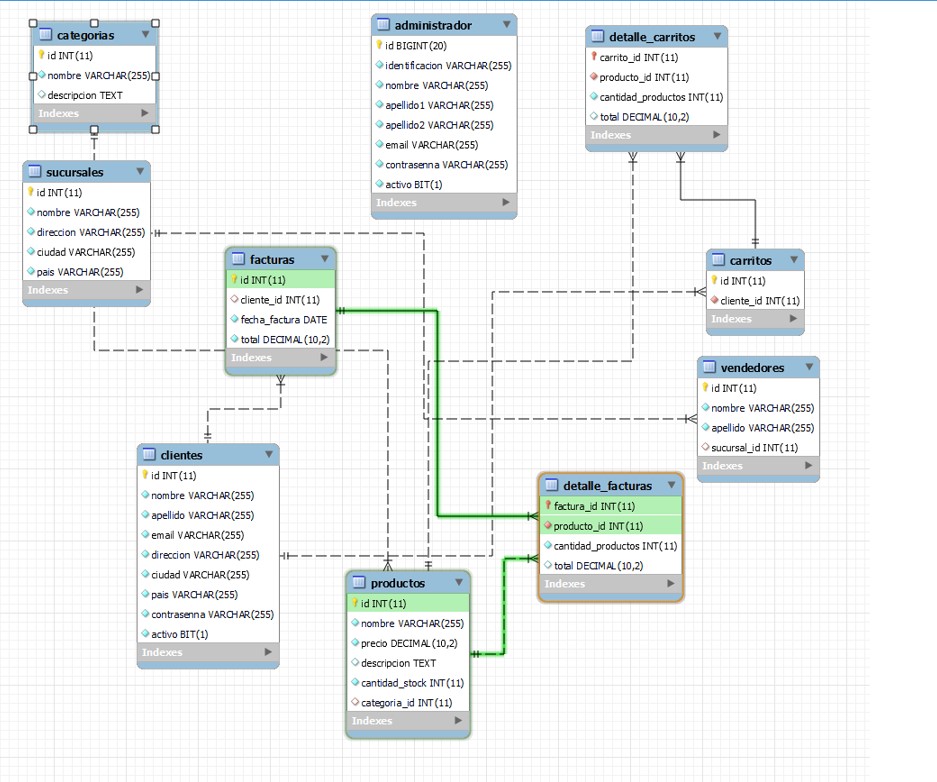 categorias
id INT(11)
nombre VARCHAR(255)
descripcion TEXT
Indexes
administrador
id BIGINT(20)
identificacion VARCHAR(255)
nombre VARCHAR(255)
apellido1 VARCHAR(255)
apellido2 VARCHAR(255)
email VARCHAR(255)
contrasenna VARCHAR(255)
activo BIT(1)
Indexes
detalle_carritos
carrito_id INT(11)
producto_id INT(11)
cantidad_productos INT(11)
total DECIMAL(10,2)
Indexes
sucursales
id INT(11)
nombre VARCHAR(255)
direccion VARCHAR(255)
ciudad VARCHAR(255)
pais VARCHAR(255)
Indexes
facturas
id INT(11)
cliente_id INT(11)
fecha_factura DATE
total DECIMAL(10,2)
Indexes
carritos
id INT(11)
cliente_id INT(11)
Indexes
vendedores
id INT(11)
nombre VARCHAR(255)
apellido VARCHAR(255)
sucursal_id INT(11)
Indexes
clientes
id INT(11)
nombre VARCHAR(255)
apellido VARCHAR(255)
email VARCHAR(255)
direccion VARCHAR(255)
ciudad VARCHAR(255)
pais VARCHAR(255)
contrasenna VARCHAR(255)
activo BIT(1)
Indexes
detalle_facturas
factura_id INT(11)
producto_id INT(11)
cantidad_productos INT(11)
total DECIMAL(10,2)
Indexes
productos
id INT(11)
nombre VARCHAR(255)
precio DECIMAL(10,2)
descripcion TEXT
cantidad_stock INT(11)
categoria_id INT(11)
Indexes